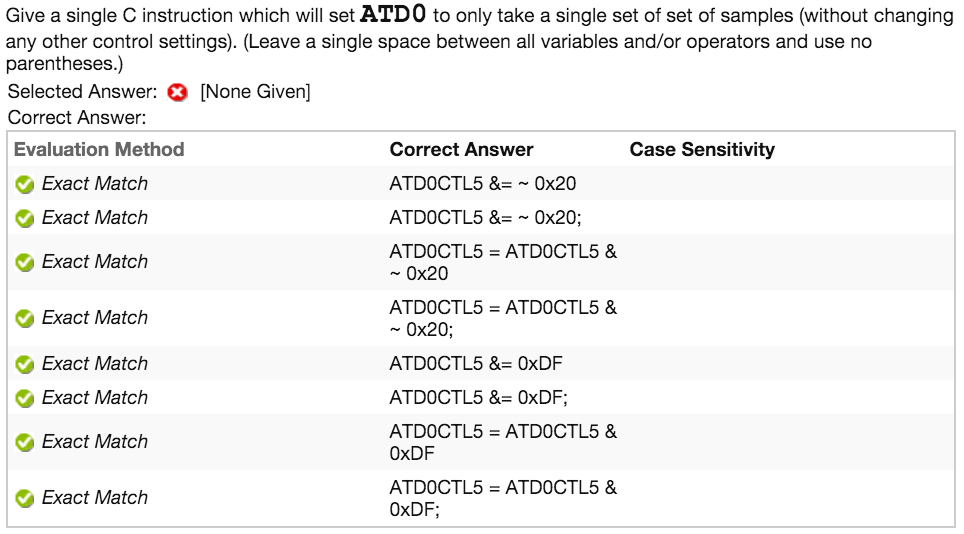 Give a single C instruction which will set ATD0 to only take a single set of set of samples (without changing
any other control settings). (Leave a single space between all variables and/or operators and use no
parentheses.)
Selected Answer: [None Given]
Correct Answer:
Evaluation Method Correct Answer Case Sensitivity
Exact Match ATD0CTL5 &= ~ 0x20
Exact Match ATD0CTL5 &= ~ 0x20;
Exact Match ATD0CTL5 = ATD0CTL5 &
~ 0x20
Exact Match ATD0CTL5 = ATD0CTL5 &
~ 0x20;
Exact Match ATD0CTL5 &= 0xDF
Exact Match ATD0CTL5 &= 0xDF;
Exact Match ATD0CTL5 = ATD0CTL5 &
0xDF
Exact Match ATD0CTL5 = ATD0CTL5 &
0xDF;